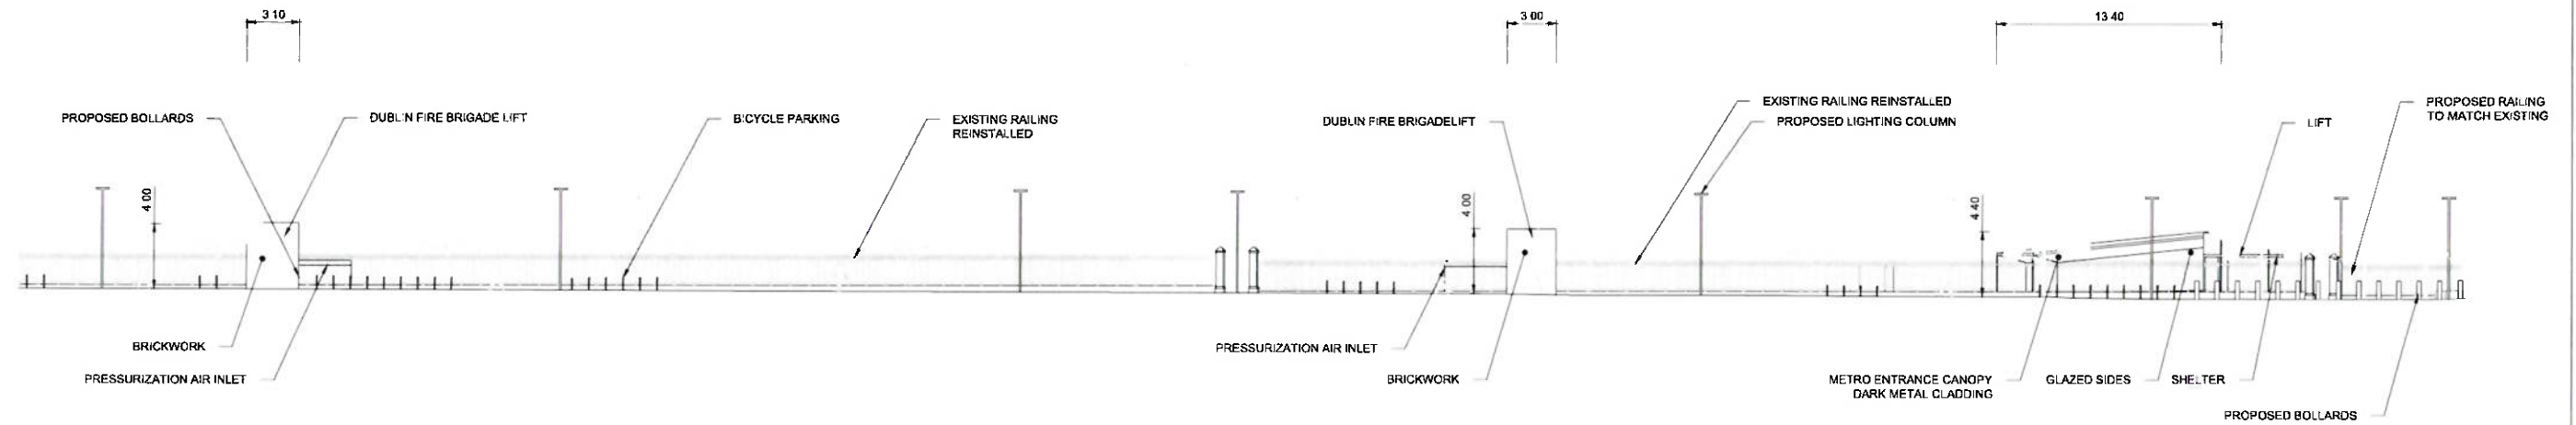 3 10
3 00
13 40
PROPOSED BOLLARDS
DUBLIN FIRE BRIGADE LIFT
BICYCLE PARKING
EXISTING RAILING
REINSTALLED
DUBLIN FIRE BRIGADELIFT
EXISTING RAILING REINSTALLED
PROPOSED LIGHTING COLUMN
LIFT
PROPOSED RAILING
TO MATCH EXISTING
4 00
4 00
4 40
BRICKWORK
PRESSURIZATION AIR INLET
PRESSURIZATION AIR INLET
BRICKWORK
METRO ENTRANCE CANOPY
DARK METAL CLADDING
GLAZED SIDES
SHELTER
PROPOSED BOLLARDS